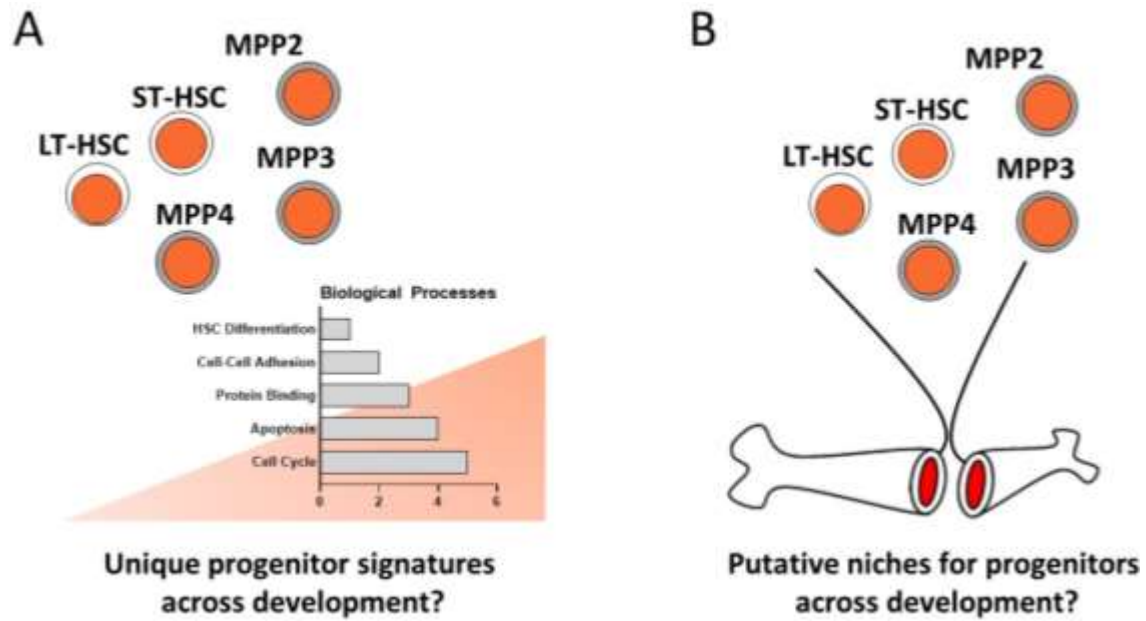 A
MPP2
ST-HSC
LT-HSC
MPP3
MPP4
Biological Processes
HSC Differentiation
Cell-Cell Adhesion
Protein Binding
Apoptosis
Cell Cycle
0 2 4 6
Unique progenitor signatures
across development?
B
MPP2
ST-HSC
LT-HSC
MPP3
MPP4
Putative niches for progenitors
across development?